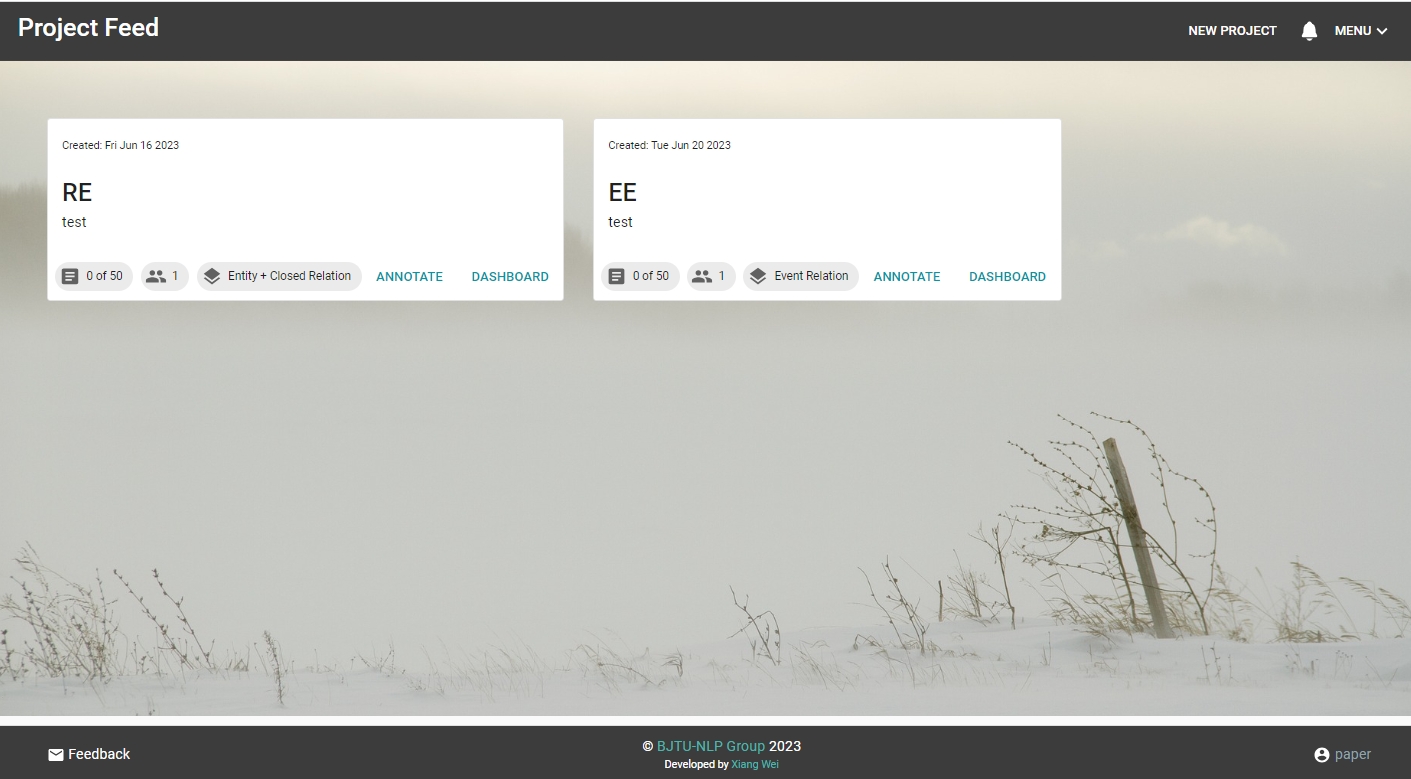 Project Feed
NEW PROJECT
MENU
Created: Fri Jun 16 2023
RE
test
0 of 50
1
Entity + Closed Relation
ANNOTATE
DASHBOARD
Created: Tue Jun 20 2023
EE
test
0 of 50
1
Event Relation
ANNOTATE
DASHBOARD
Feedback
© BJTU-NLP Group 2023
Developed by Xiang Wei
paper